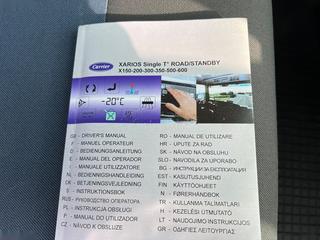 Carrier
XARIOS Single T° ROAD/STANDBY
X150-200-300-350-500-600
-20°C
GB - DRIVER'S MANUAL
F - MANUEL OPERATEUR
D - BEDIENUNGSANLEITUNG
E - MANUAL DEL OPERADOR
I - MANUALE UTILIZZATORE
NL - BEDIENINGSHANDLEIDING
DK - BETJENINGSVEJLEDNING
S - INSTRUKTIONSBOK
RUS - РУКОВОДСТВО ОПЕРАТОРА
PL - INSTRUKCJA OBSŁUGI
P - MANUAL DO UTILIZADOR
CZ - NÁVOD K OBSLUZE
RO - MANUAL DE UTILIZARE
HR - UPUTE ZA RAD
SK - NÁVOD NA OBSLUHU
SLO - NAVODILA ZA UPORABO
BG - ИНСТРУКЦИИ ЗА ЕКСПЛОАТАЦИЯ
EST - KASUTUSJUHEND
FIN - KÄYTTÖOHJEET
N - FØRERHÅNDBOK
TR - KULLANMA TALİMATLARI
H - KEZELÉSI ÚTMUTATÓ
LT - NAUDOJIMO INSTRUKCIJOS
GR - ΟΔΗΓΙΕΣ ΛΕΙΤΟΥΡΓΙΑΣ